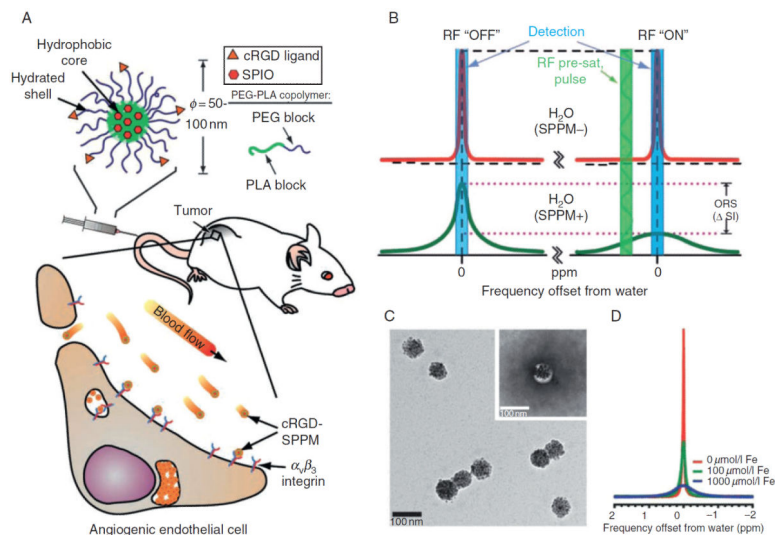 A
Hydrophobic
core
Hydrated
shell
cRGD ligand
SPIO
ϕ = 50-
100 nm
PEG-PLA copolymer:
PEG block
PLA block
Tumor
Blood flow
cRGD-
SPPM
αvβ3
integrin
Angiogenic endothelial cell
B
RF "OFF"
Detection
RF "ON"
RF pre-sat,
pulse
H2O
(SPPM–)
H2O
(SPPM+)
ORS
(Δ SI)
0
ppm
0
Frequency offset from water
C
100 nm
100 nm
D
0 μmol/l Fe
100 μmol/l Fe
1000 μmol/l Fe
2 1 0 −1 −2
Frequency offset from water (ppm)